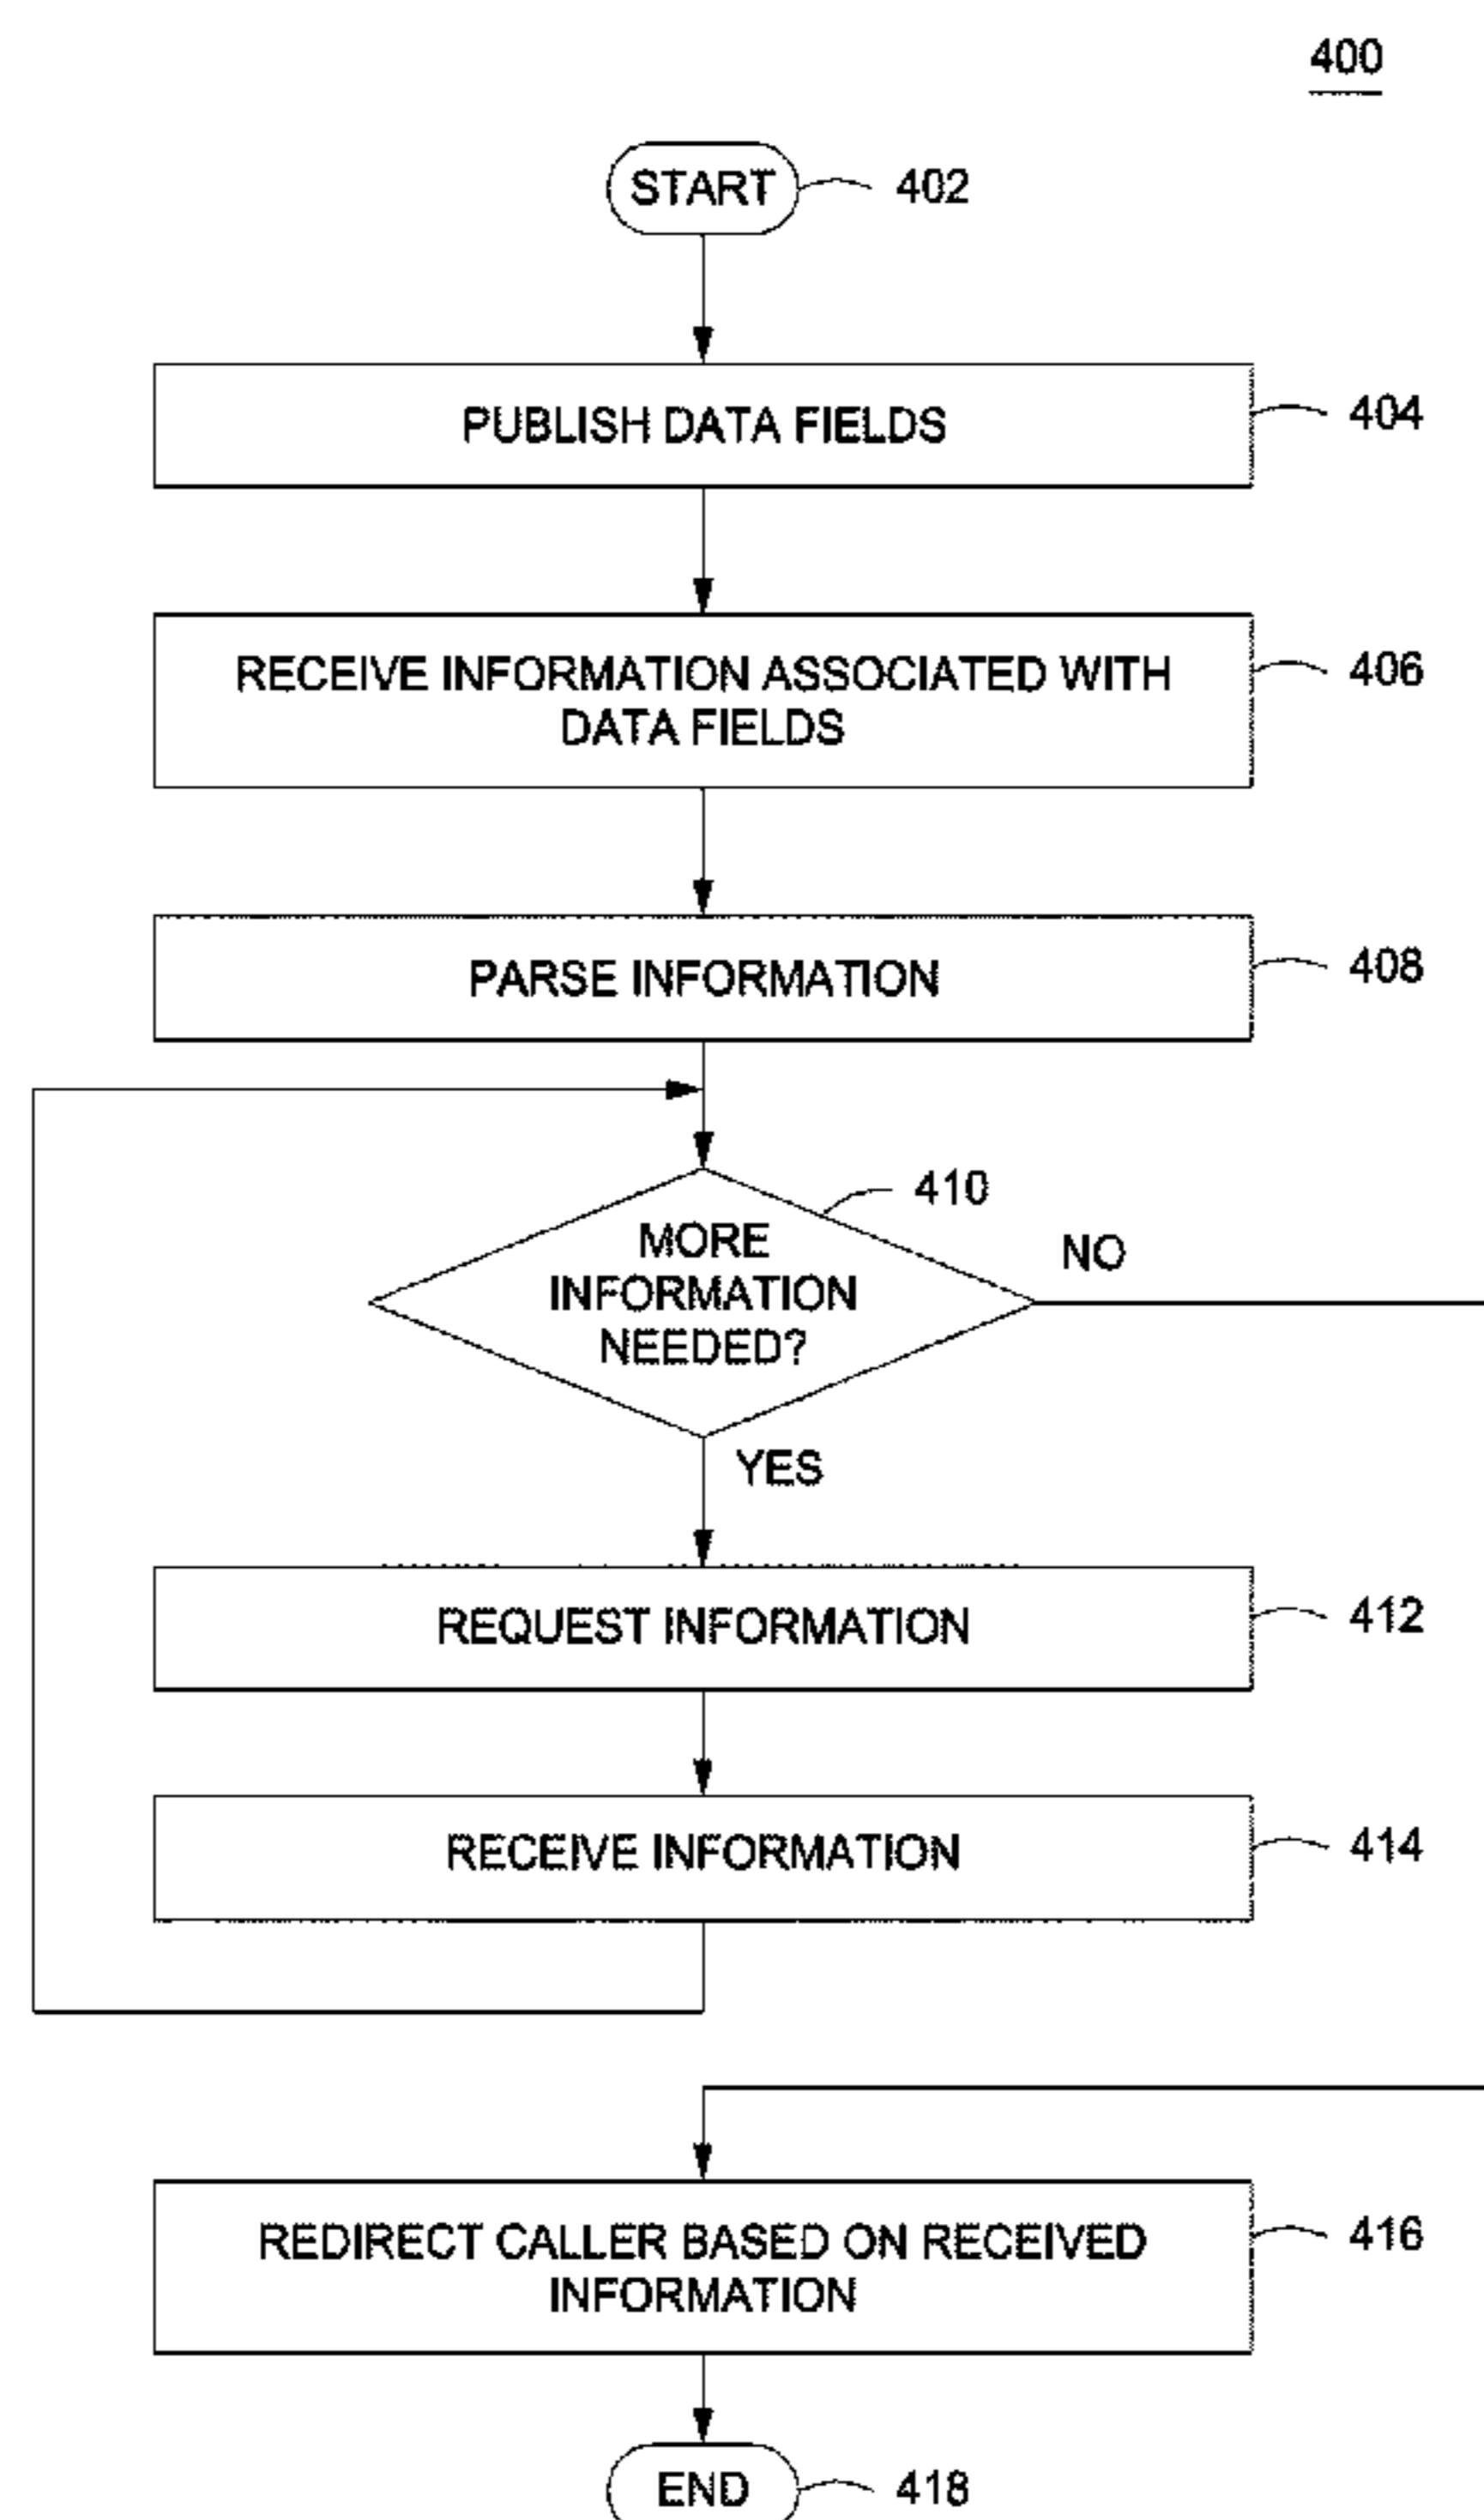 400
START
402
PUBLISH DATA FIELDS
404
RECEIVE INFORMATION ASSOCIATED WITH
DATA FIELDS
406
PARSE INFORMATION
408
410
MORE
INFORMATION
NEEDED?
NO
YES
REQUEST INFORMATION
412
RECEIVE INFORMATION
414
REDIRECT CALLER BASED ON RECEIVED
INFORMATION
416
END
418